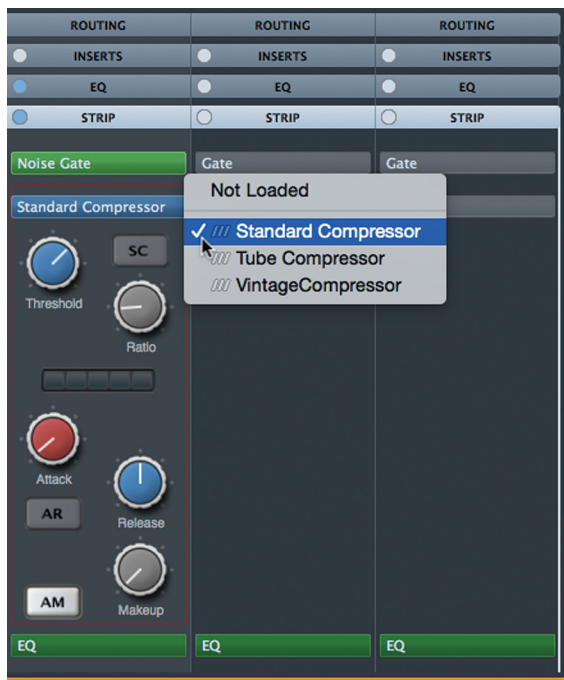 ROUTING ROUTING ROUTING
INSERTS INSERTS INSERTS
EQ EQ EQ
STRIP STRIP STRIP
Noise Gate Gate Gate
Not Loaded
Standard Compressor
Standard Compressor
Tube Compressor
VintageCompressor
SC
Threshold
Ratio
Attack
AR
Release
AM
Makeup
EQ EQ EQ